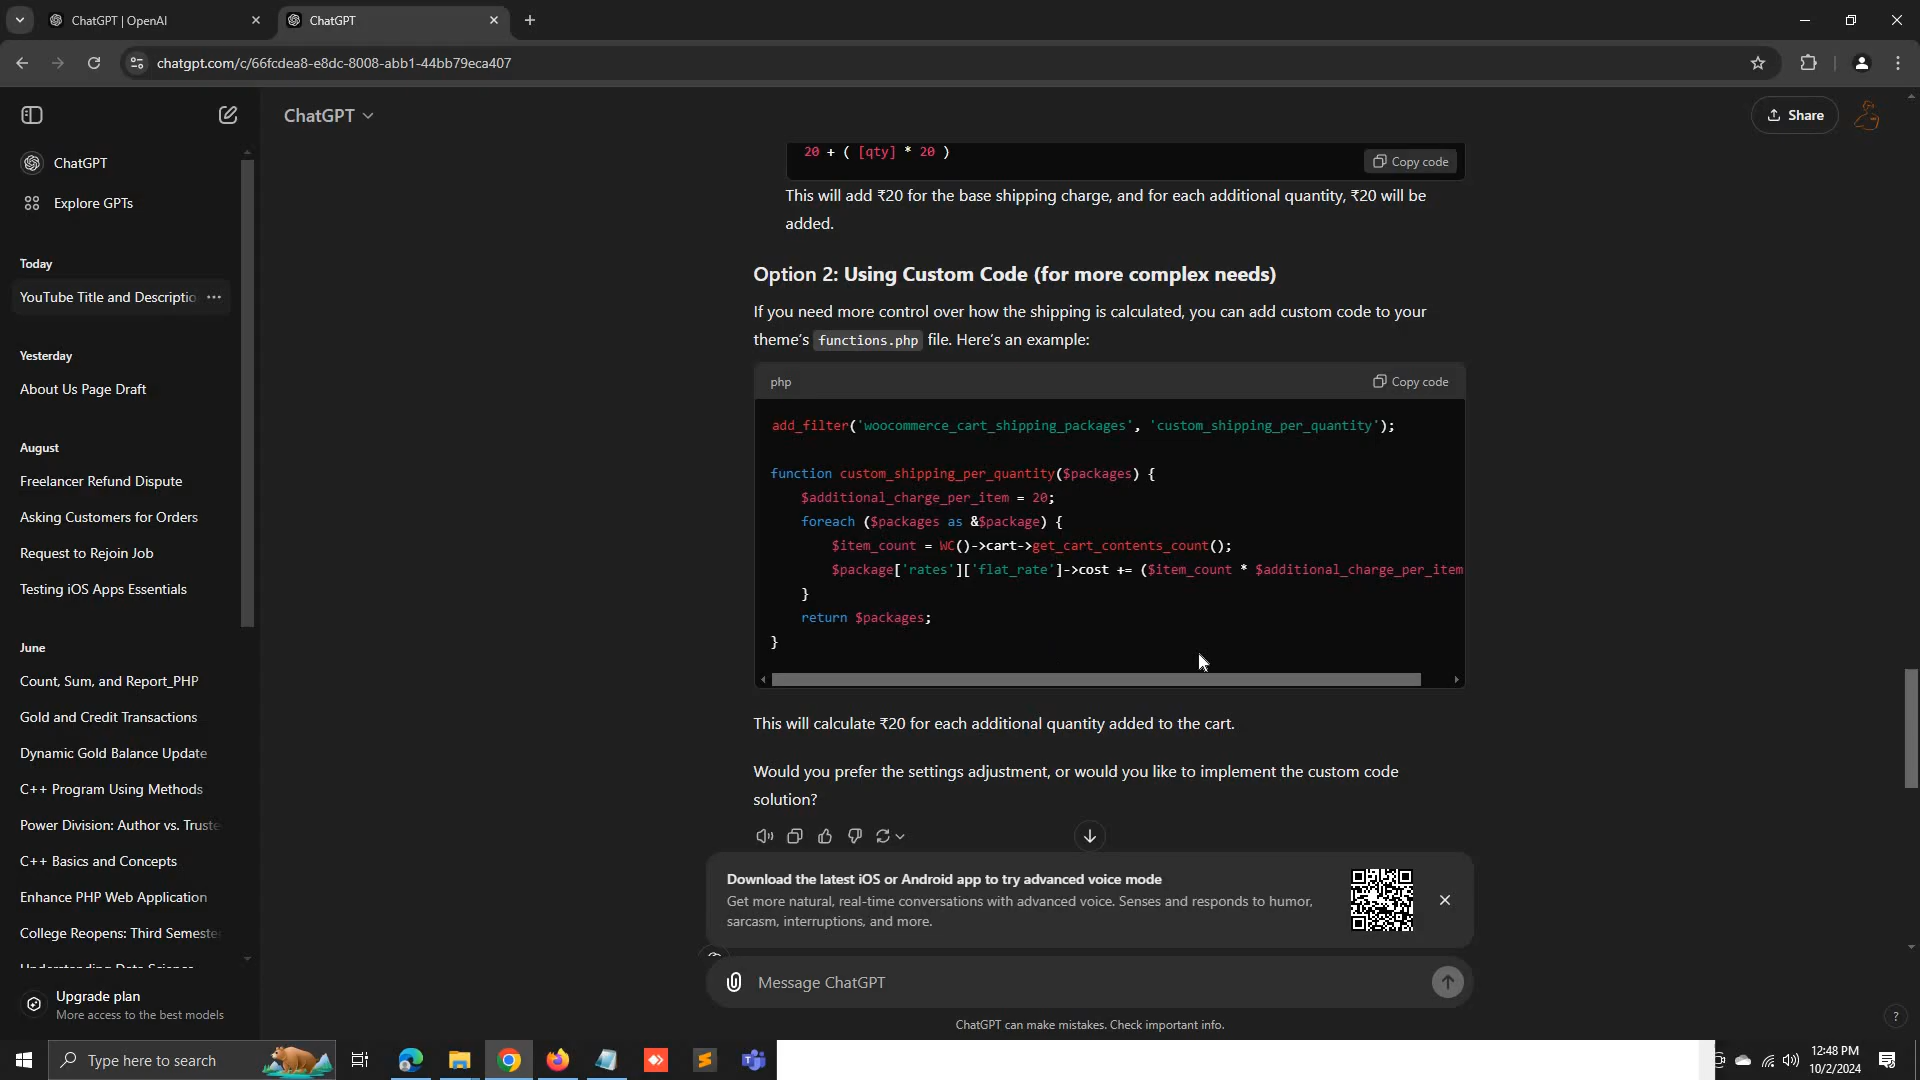 ChatGPT | OpenAI
ChatGPT
chatgpt.com/c/66fcdea8-e8dc-8008-abb1-44bb79eca407
ChatGPT
Share
ChatGPT
Explore GPTs
Today
YouTube Title and Descriptio
Yesterday
About Us Page Draft
August
Freelancer Refund Dispute
Asking Customers for Orders
Request to Rejoin Job
Testing iOS Apps Essentials
June
Count, Sum, and Report_PHP
Gold and Credit Transactions
Dynamic Gold Balance Update
C++ Program Using Methods
Power Division: Author vs. Truste
C++ Basics and Concepts
Enhance PHP Web Application
College Reopens: Third Semeste
Understanding Data Science
Upgrade plan
More access to the best models
20 + ( [qty] * 20 )
Copy code
This will add ₹20 for the base shipping charge, and for each additional quantity, ₹20 will be
added.
Option 2: Using Custom Code (for more complex needs)
If you need more control over how the shipping is calculated, you can add custom code to your
theme’s functions.php file. Here’s an example:
php
Copy code
add_filter('woocommerce_cart_shipping_packages', 'custom_shipping_per_quantity');
function custom_shipping_per_quantity($packages) {
$additional_charge_per_item = 20;
foreach ($packages as &$package) {
$item_count = WC()->cart->get_cart_contents_count();
$package['rates']['flat_rate']->cost += ($item_count * $additional_charge_per_item
}
return $packages;
}
This will calculate ₹20 for each additional quantity added to the cart.
Would you prefer the settings adjustment, or would you like to implement the custom code
solution?
Download the latest iOS or Android app to try advanced voice mode
Get more natural, real-time conversations with advanced voice. Senses and responds to humor,
sarcasm, interruptions, and more.
Message ChatGPT
ChatGPT can make mistakes. Check important info.
?
Type here to search
12:48 PM
10/2/2024